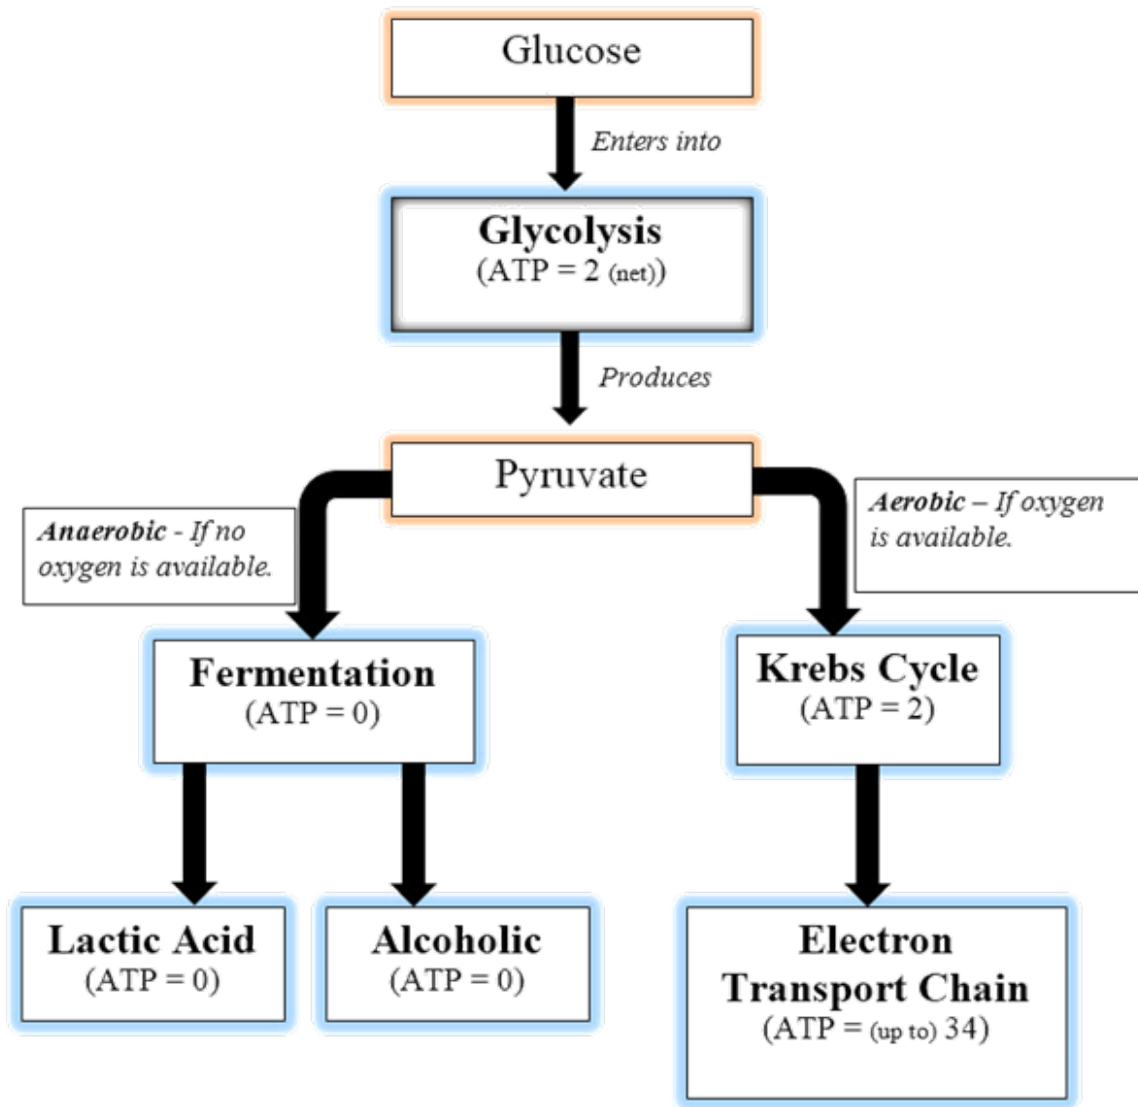 Glucose
Enters into
Glycolysis
(ATP = 2 (net))
Produces
Pyruvate
Anaerobic - If no
oxygen is available.
Aerobic – If oxygen
is available.
Fermentation
(ATP = 0)
Krebs Cycle
(ATP = 2)
Lactic Acid
(ATP = 0)
Alcoholic
(ATP = 0)
Electron
Transport Chain
(ATP = (up to) 34)